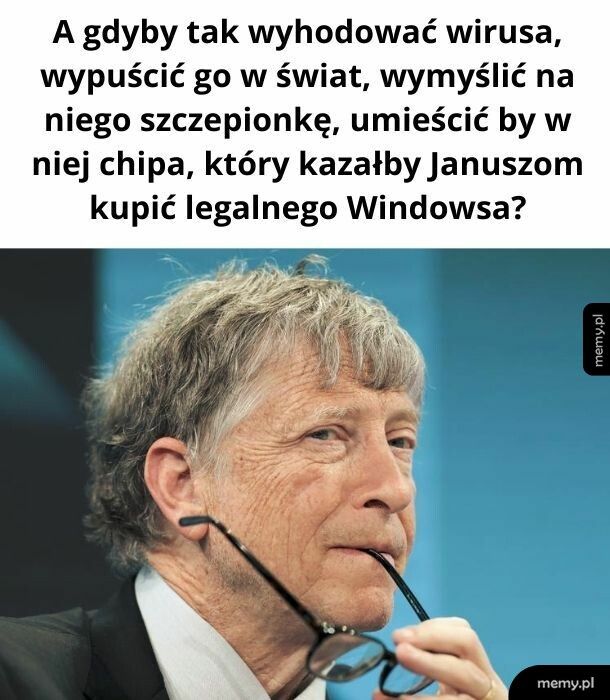 A gdyby tak wyhodować wirusa,
wypuścić go w świat, wymyślić na
niego szczepionkę, umieścić by w
niej chipa, który kazałby Januszom
kupić legalnego Windowsa?
memy.pl
memy.pl